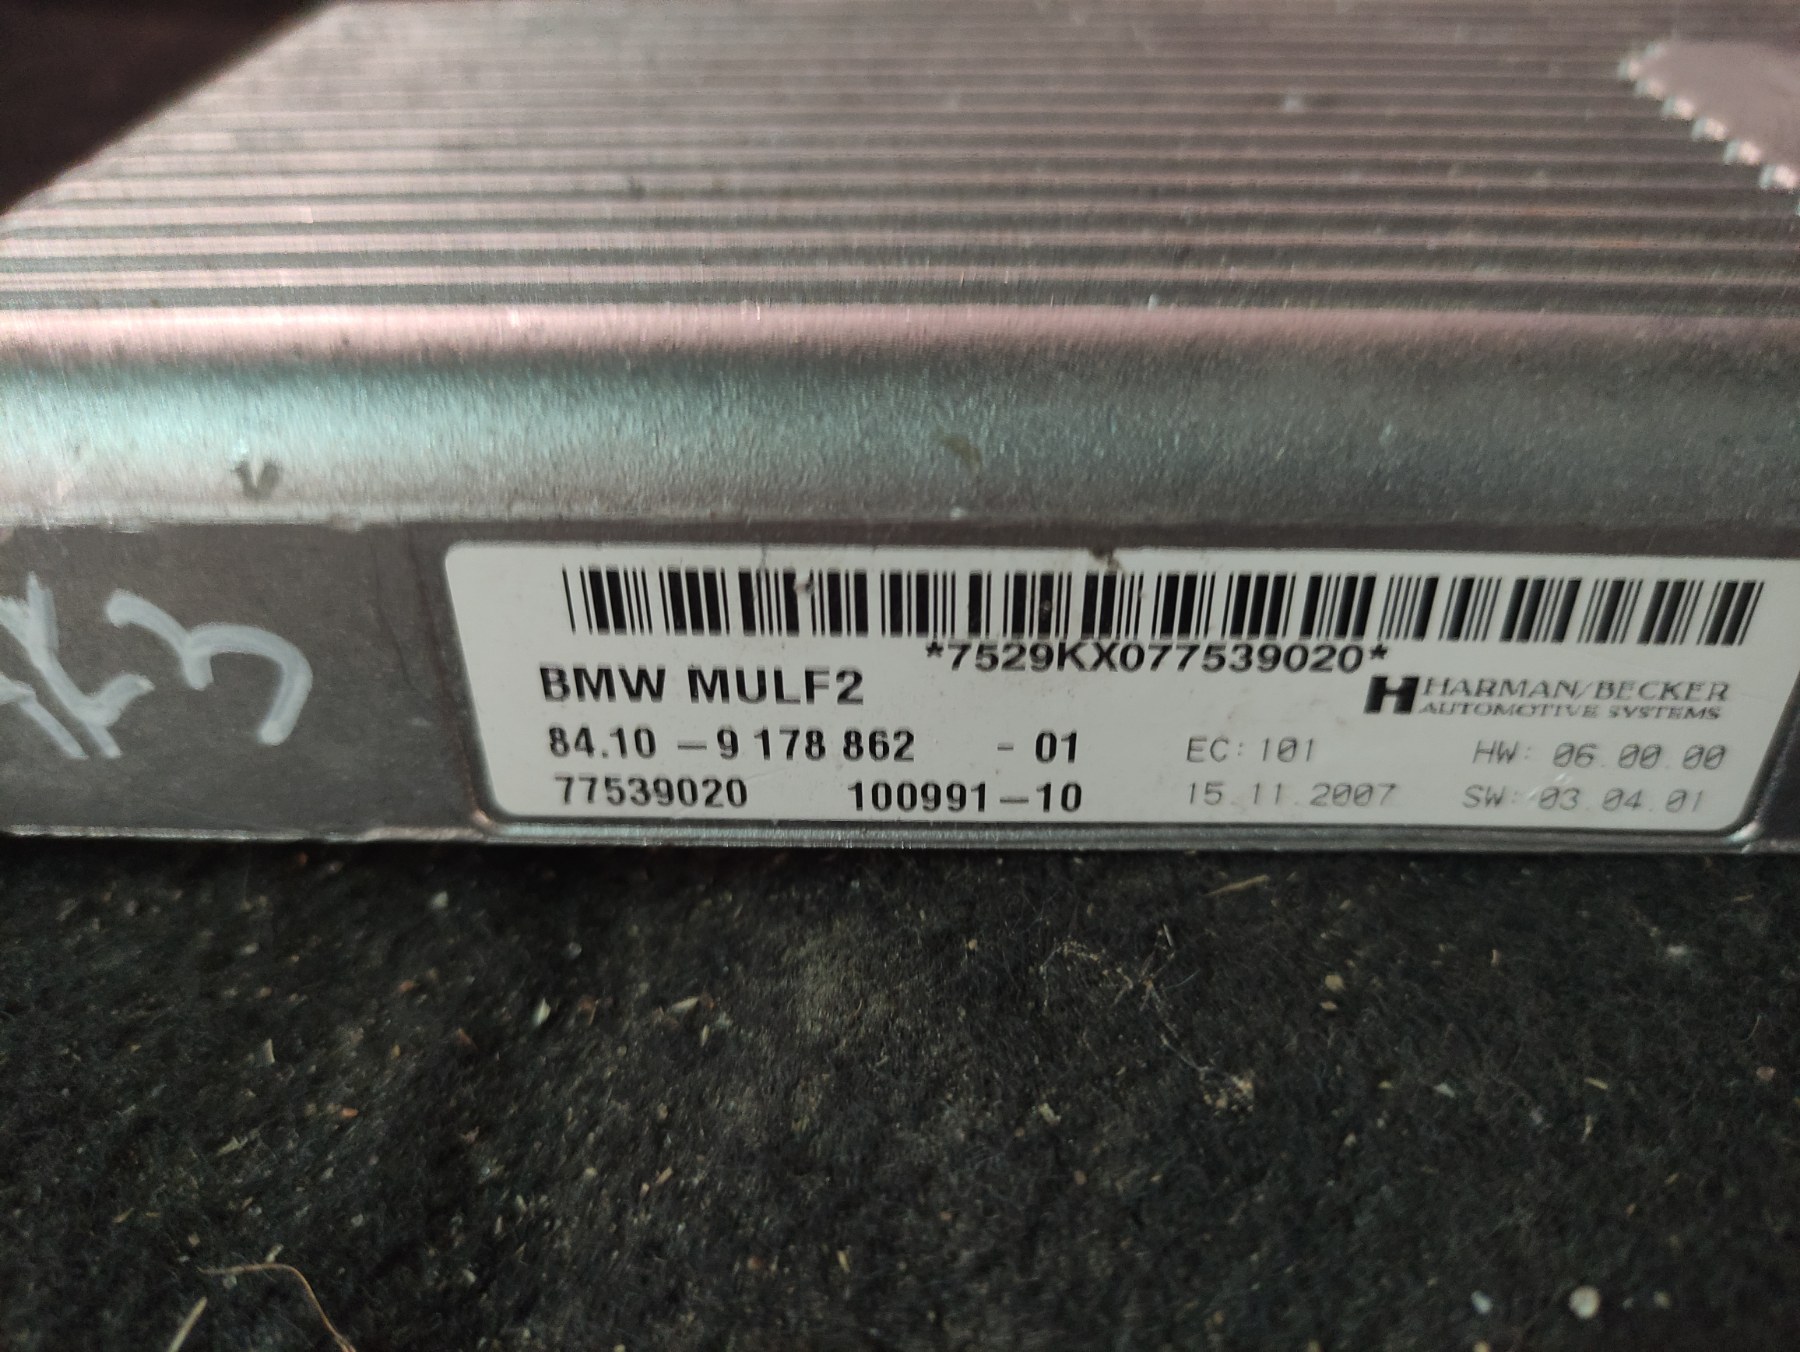 *7529KX077539020*
BMW MULF2
HARMAN/BECKER
AUTOMOTIVE SYSTEMS
84.10 – 9 178 862 - 01
EC: 101
HW: 06.00.00
77539020 100991–10
15.11.2007
SW: 03.04.01